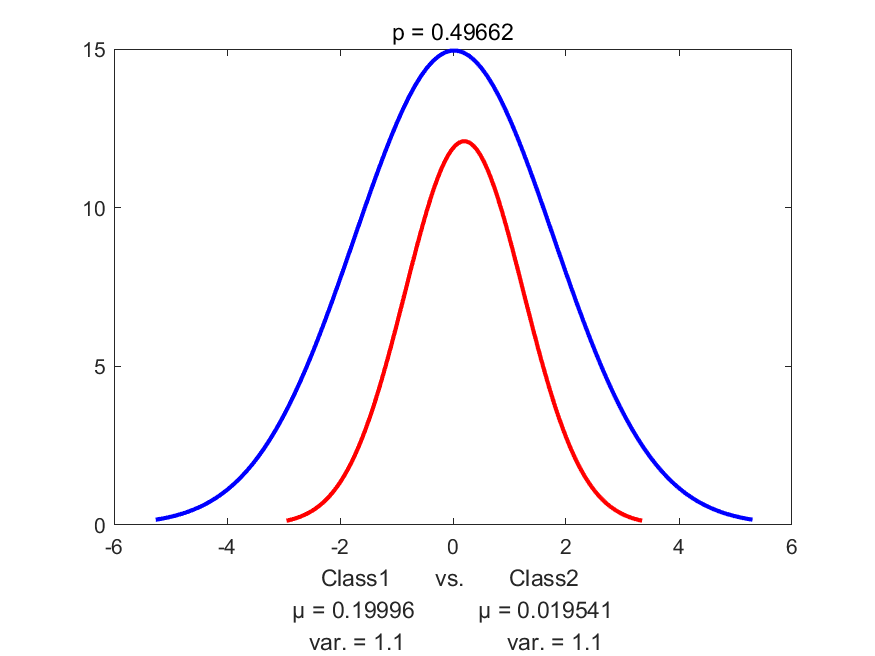 p = 0.49662
15
10
5
0
-6 -4 -2 0 2 4 6
Class1 vs. Class2
μ = 0.19996 μ = 0.019541
var. = 1.1 var. = 1.1